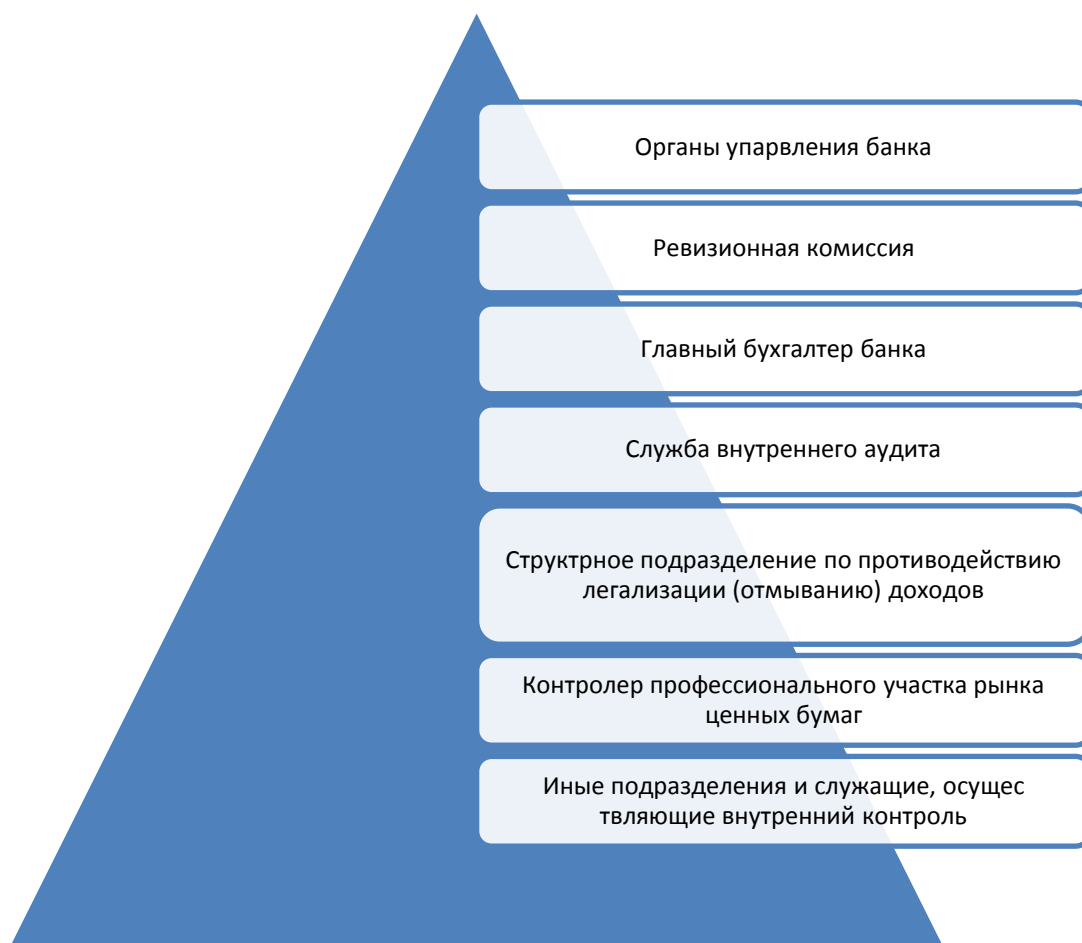 Органы упарвления банка
Ревизионная комиссия
Главный бухгалтер банка
Служба внутреннего аудита
Структрное подразделение по противодействию
легализации (отмыванию) доходов
Контролер профессионального участка рынка
ценных бумаг
Иные подразделения и служащие, осущес
твляющие внутренний контроль